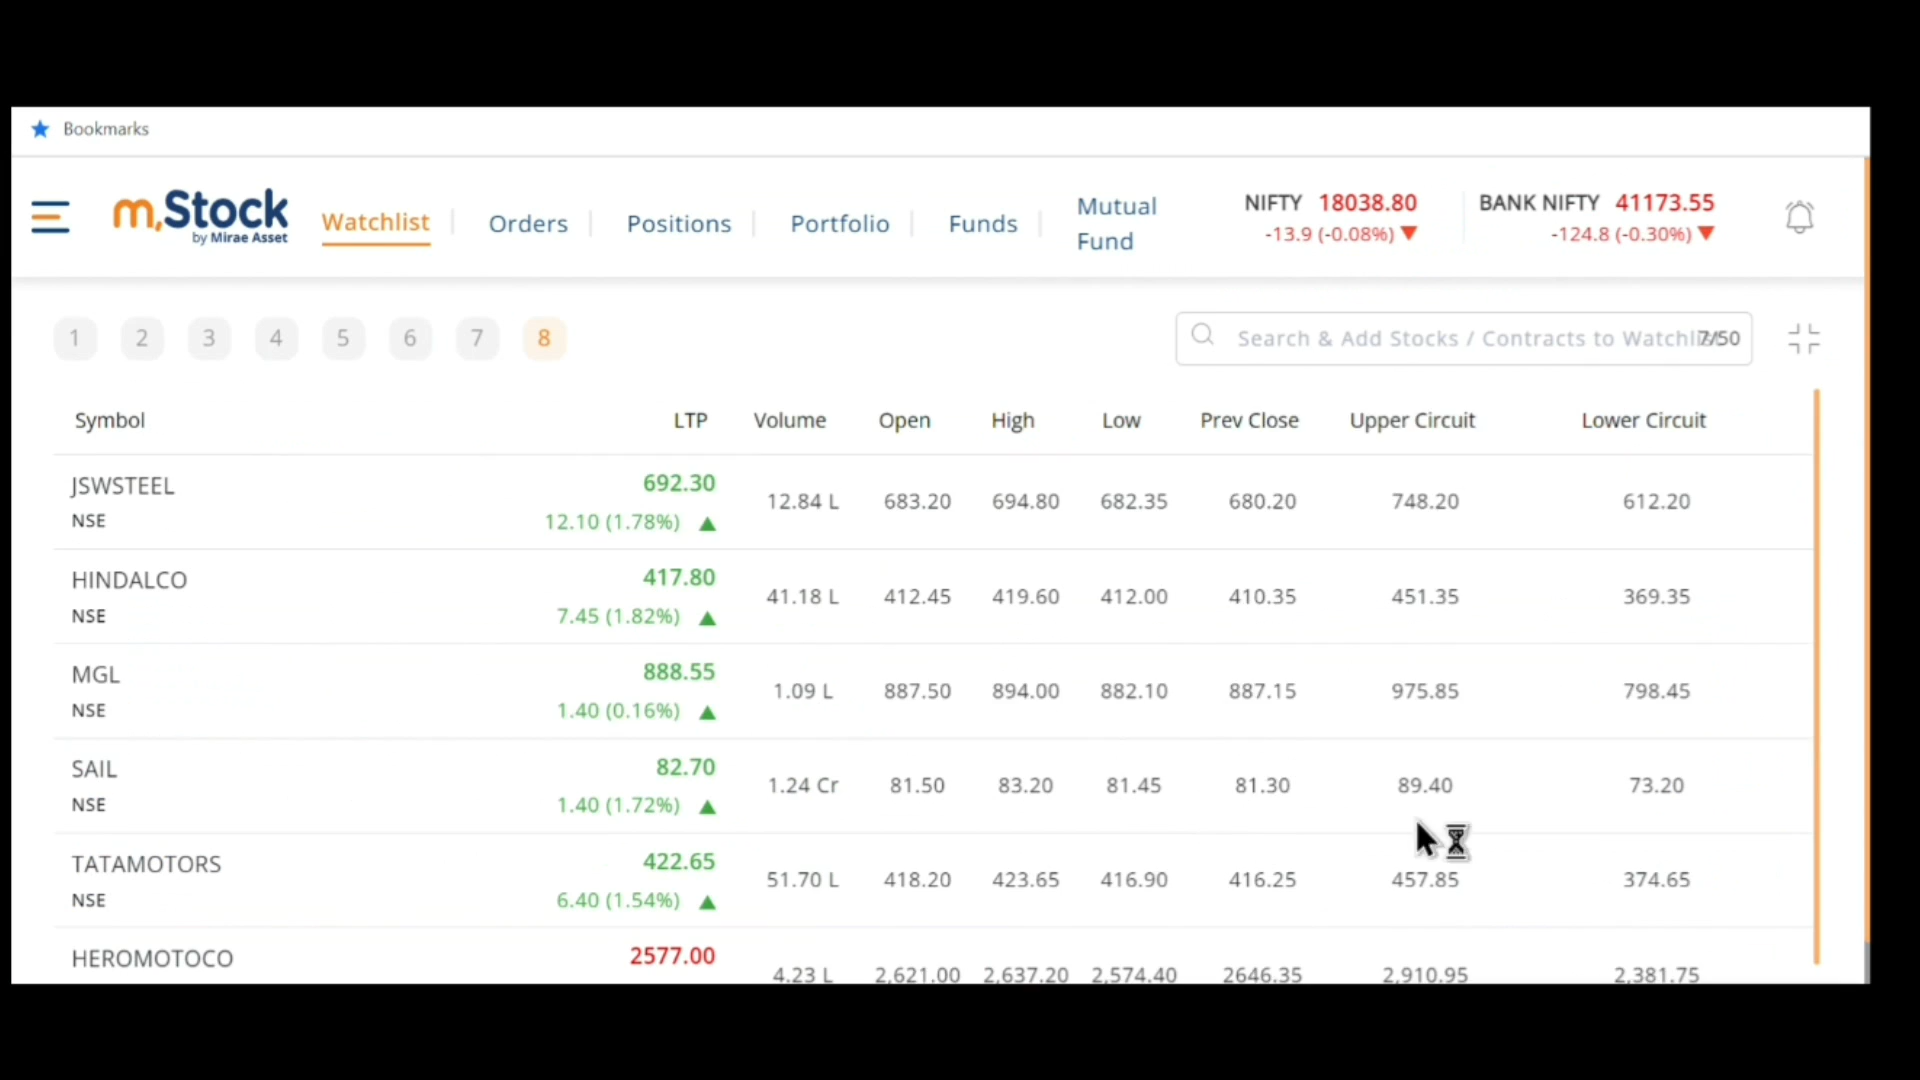 Bookmarks
m.Stock
by Mirae Asset
Watchlist
Orders
Positions
Portfolio
Funds
Mutual
Fund
NIFTY 18038.80
-13.9 (-0.08%)
BANK NIFTY 41173.55
-124.8 (-0.30%)
1 2 3 4 5 6 7 8
Search & Add Stocks / Contracts to Watchlist 7/50
Symbol LTP Volume Open High Low Prev Close Upper Circuit Lower Circuit
JSWSTEEL 692.30
NSE 12.10 (1.78%) 12.84 L 683.20 694.80 682.35 680.20 748.20 612.20
HINDALCO 417.80
NSE 7.45 (1.82%) 41.18 L 412.45 419.60 412.00 410.35 451.35 369.35
MGL 888.55
NSE 1.40 (0.16%) 1.09 L 887.50 894.00 882.10 887.15 975.85 798.45
SAIL 82.70
NSE 1.40 (1.72%) 1.24 Cr 81.50 83.20 81.45 81.30 89.40 73.20
TATAMOTORS 422.65
NSE 6.40 (1.54%) 51.70 L 418.20 423.65 416.90 416.25 457.85 374.65
HEROMOTOCO 2577.00
4.23 L 2,621.00 2,637.20 2,574.40 2646.35 2,910.95 2,381.75